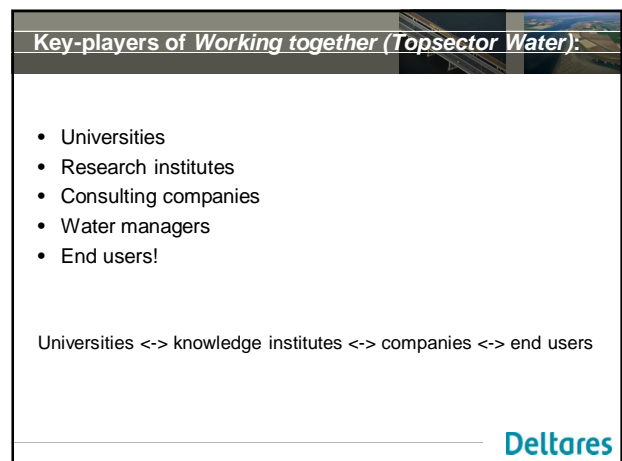 Key-players of Working together (Topsector Water):
• Universities
• Research institutes
• Consulting companies
• Water managers
• End users!
Universities <-> knowledge institutes <-> companies <-> end users
Deltares